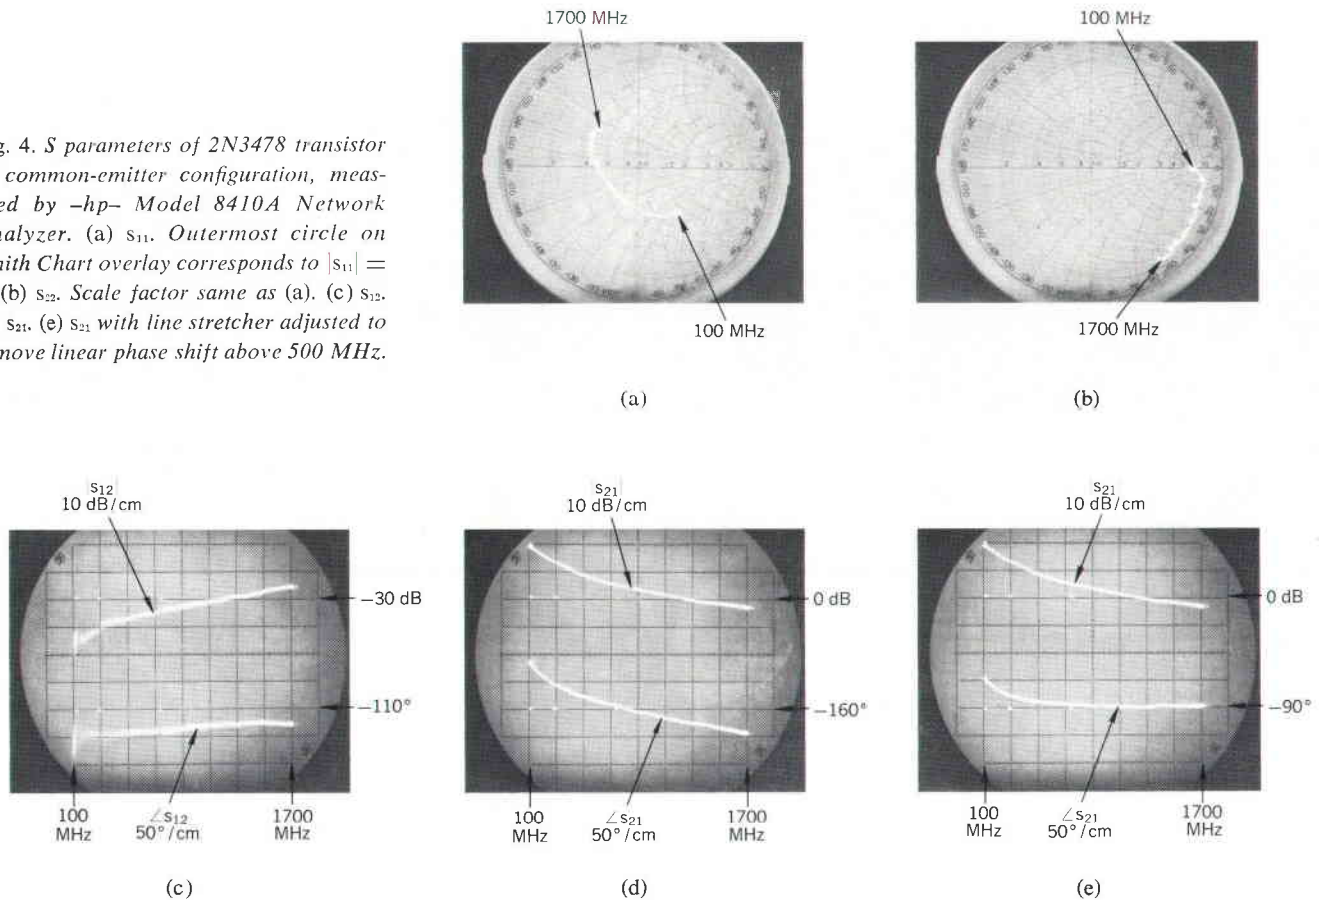 g. 4. S parameters of 2N3478 transistor
common-emitter configuration, meas-
ed by –hp– Model 8410A Network
nalyzer. (a) s₁₁. Outermost circle on
mith Chart overlay corresponds to |s₁₁| =
(b) s₂₂. Scale factor same as (a). (c) s₁₂.
s₂₁. (e) s₂₁ with line stretcher adjusted to
move linear phase shift above 500 MHz.
1700 MHz
100 MHz
(a)
100 MHz
1700 MHz
(b)
|s₁₂|
10 dB/cm
−30 dB
−110°
100
MHz
∠s₁₂
50°/cm
1700
MHz
(c)
|s₂₁|
10 dB/cm
0 dB
−160°
100
MHz
∠s₂₁
50°/cm
1700
MHz
(d)
|s₂₁|
10 dB/cm
0 dB
−90°
100
MHz
∠s₂₁
50°/cm
1700
MHz
(e)